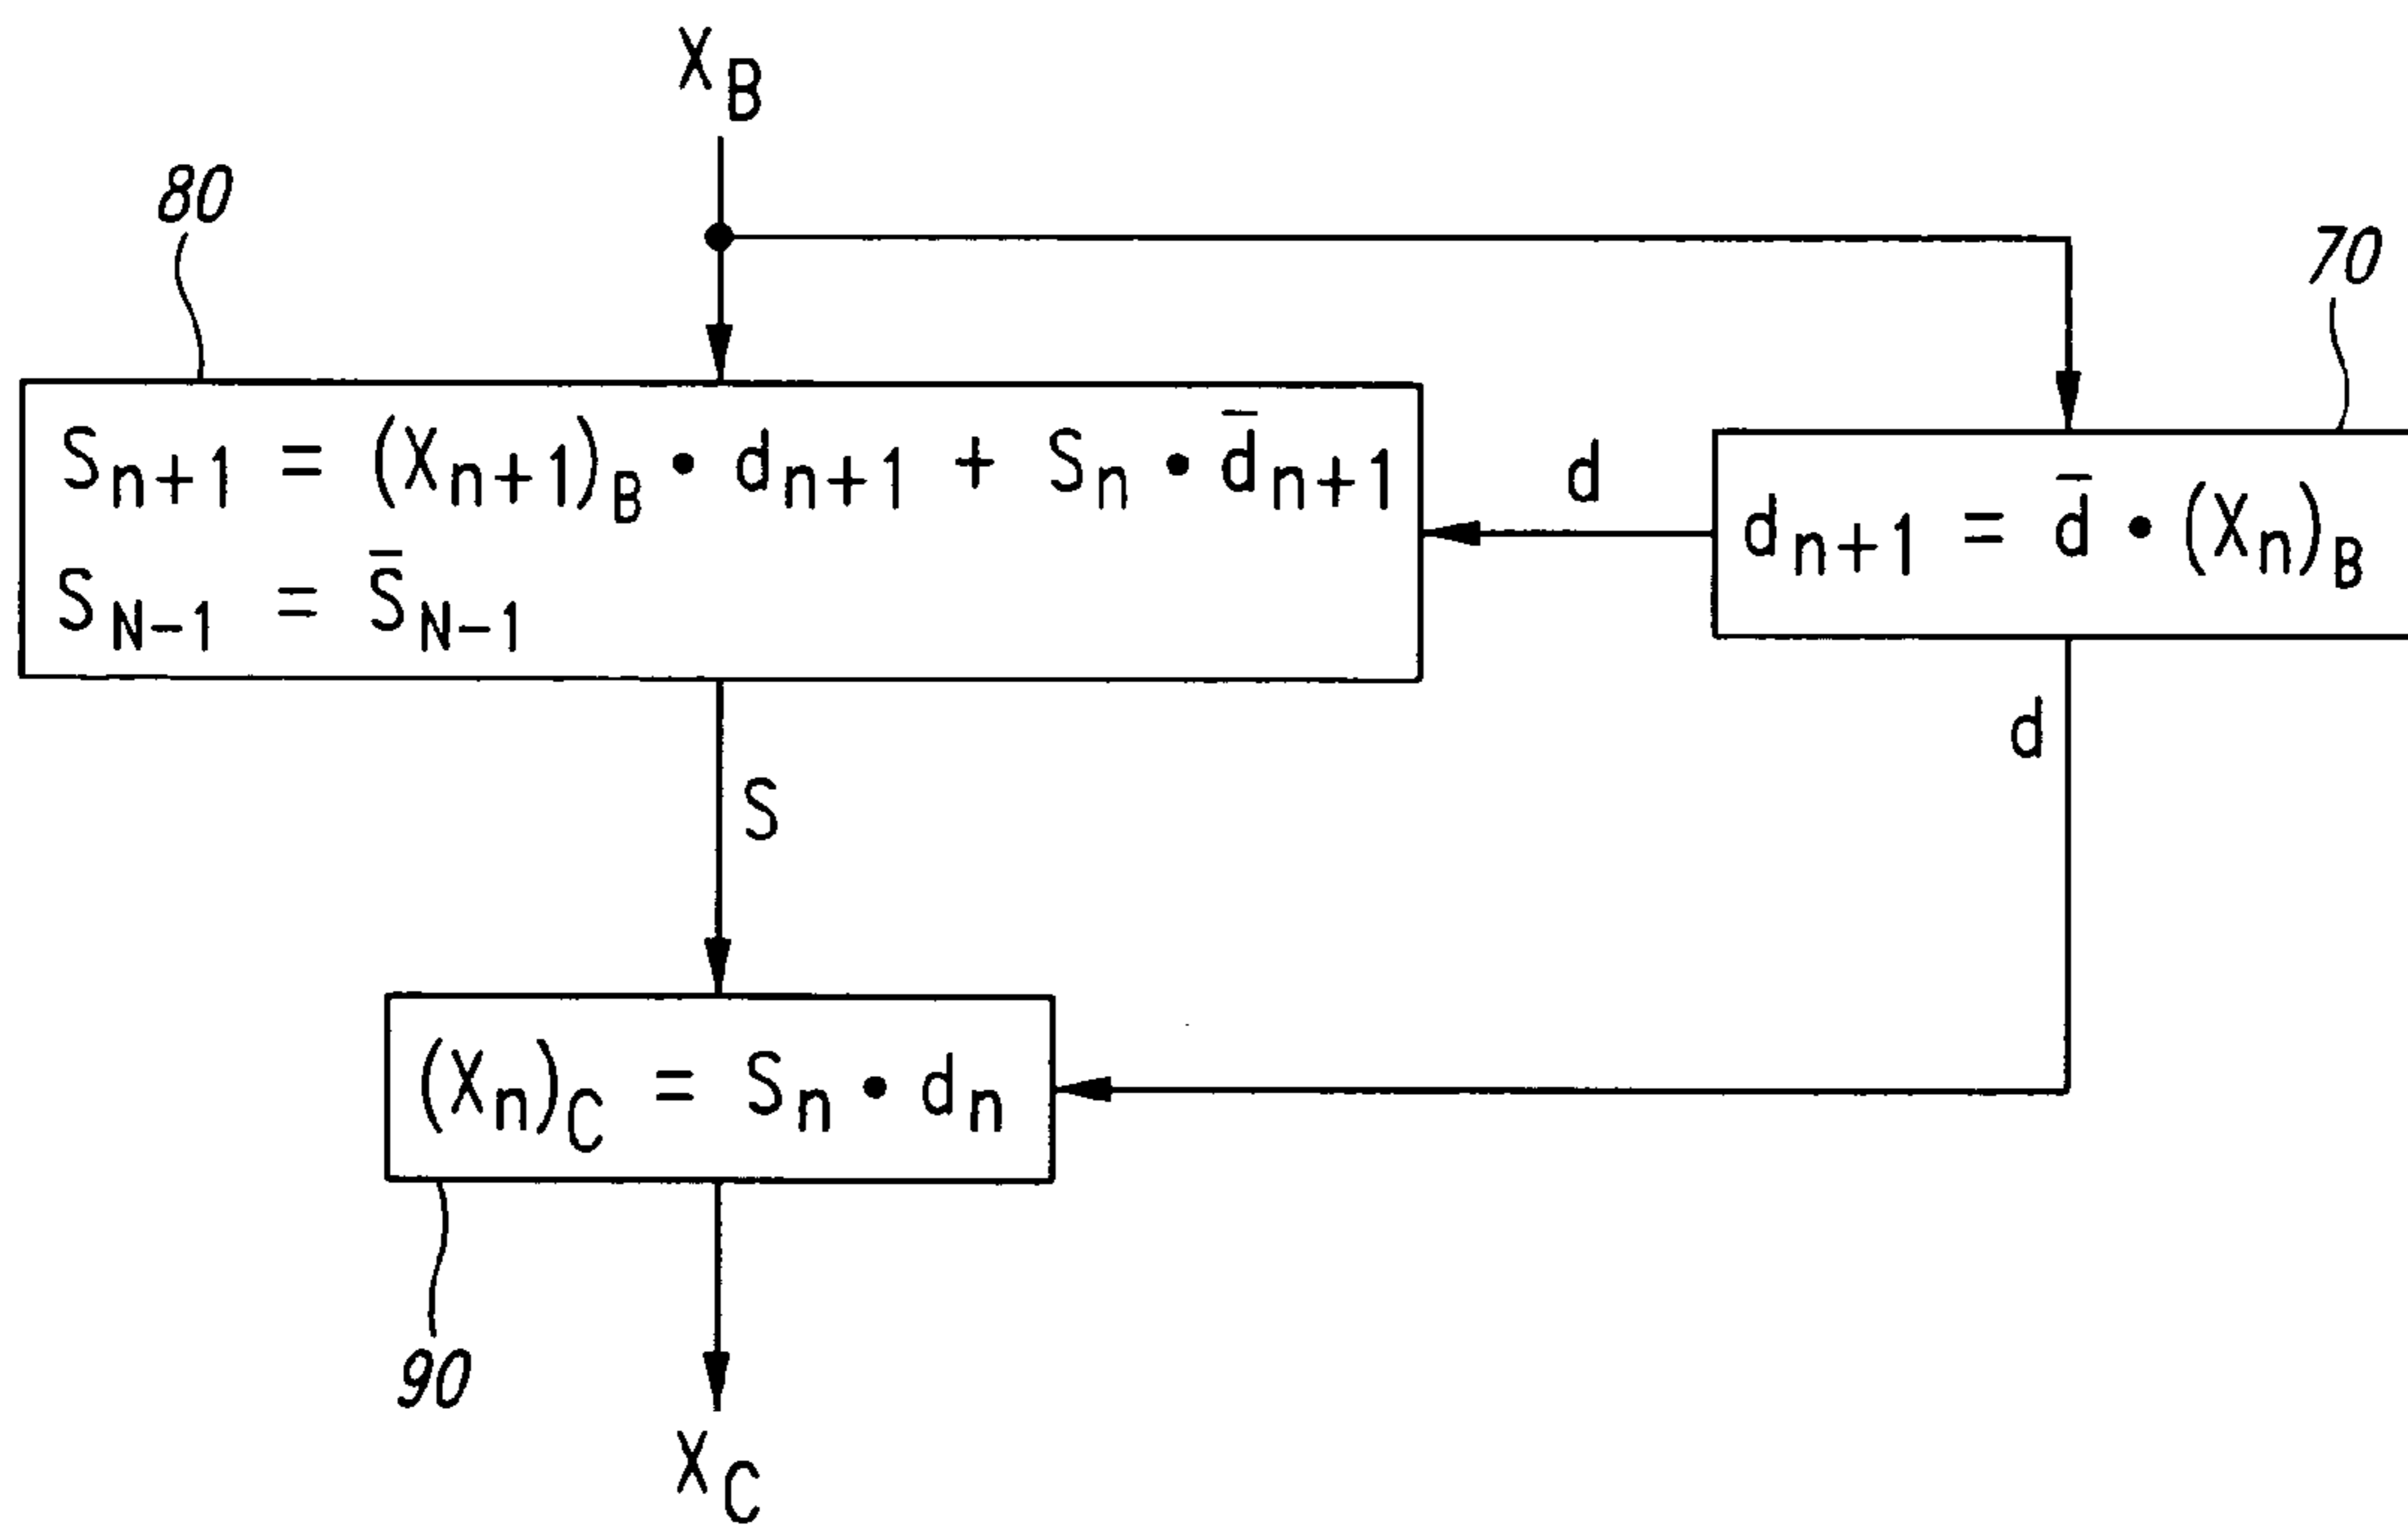 X_B
80
70
S_{n+1} = (X_{n+1})_B • d_{n+1} + S_n • d̄_{n+1}
S_{N-1} = S̄_{N-1}
d
d_{n+1} = d̄ • (X_n)_B
d
S
(X_n)_C = S_n • d_n
90
X_C